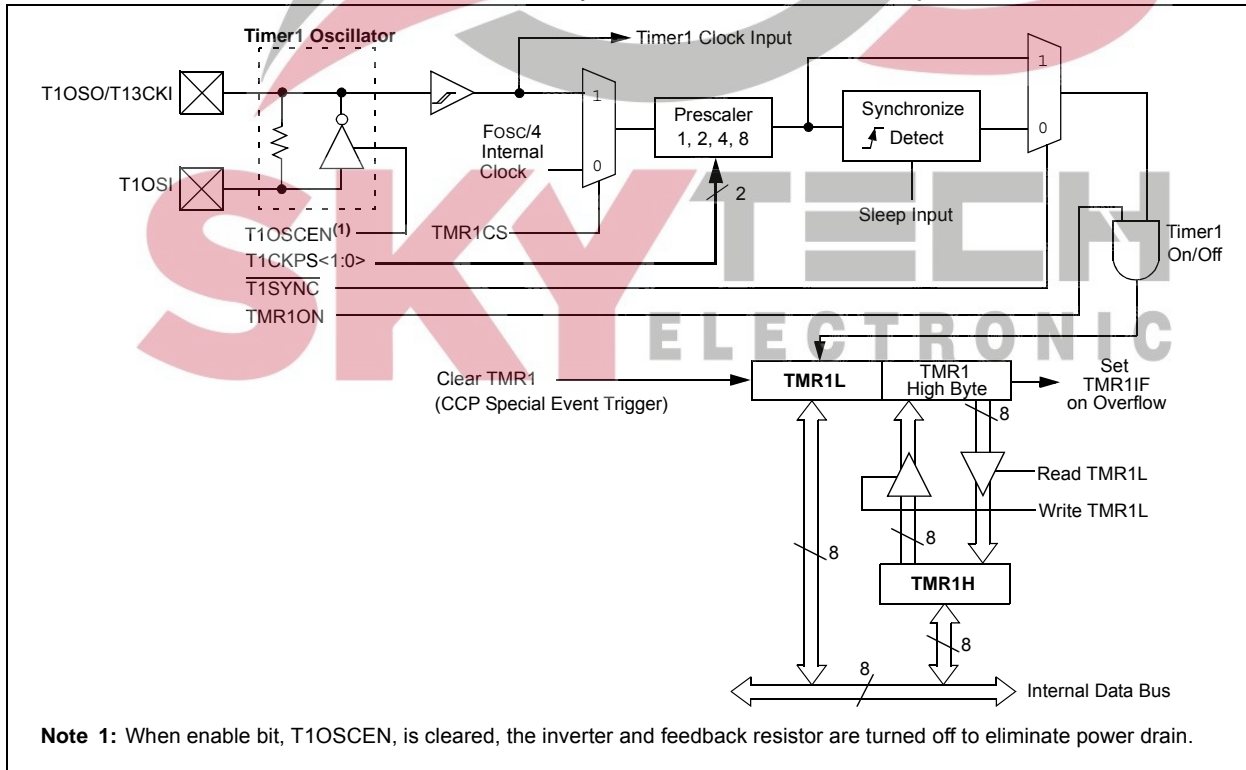 Timer1 Oscillator
Timer1 Clock Input
T1OSO/T13CKI
T1OSI
FOSC/4
Internal
Clock
1
0
Prescaler
1, 2, 4, 8
2
Synchronize
Detect
Sleep Input
1
0
T1OSCEN(1)
TMR1CS
T1CKPS<1:0>
T1SYNC
TMR1ON
Timer1
On/Off
SKYTECH
ELECTRONIC
Clear TMR1
(CCP Special Event Trigger)
TMR1L
TMR1
High Byte
Set
TMR1IF
on Overflow
8
Read TMR1L
Write TMR1L
8
8
TMR1H
8
8
Internal Data Bus
Note 1: When enable bit, T1OSCEN, is cleared, the inverter and feedback resistor are turned off to eliminate power drain.